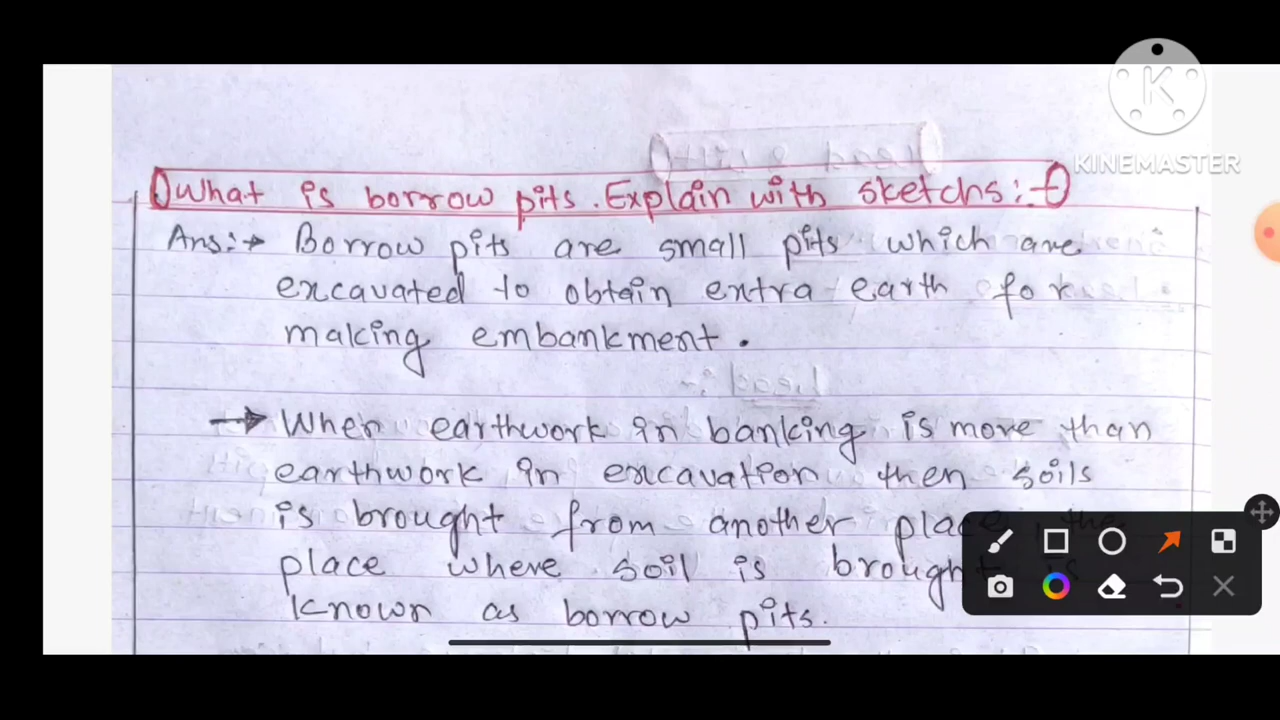 What is borrow pits. Explain with sketchs:-
Ans:→ Borrow pits are small pits which are
excavated to obtain extra earth for
making embankment.
→ When earthwork in banking is more than
earthwork in excavation then soils
is brought from another place, the
place where soil is brought is
known as borrow pits.
K
KINEMASTER